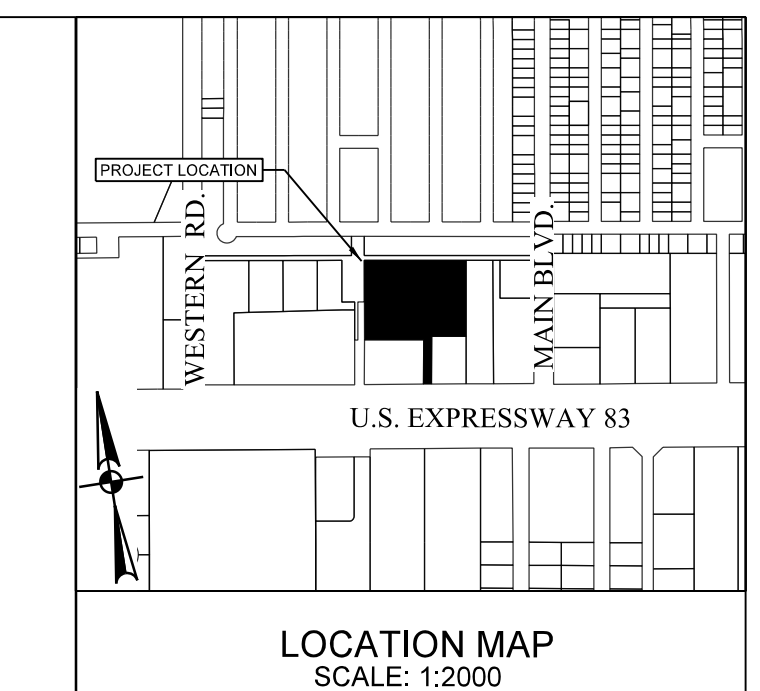 PROJECT LOCATION
WESTERN RD.
MAIN BLVD.
U.S. EXPRESSWAY 83
LOCATION MAP
SCALE: 1:2000